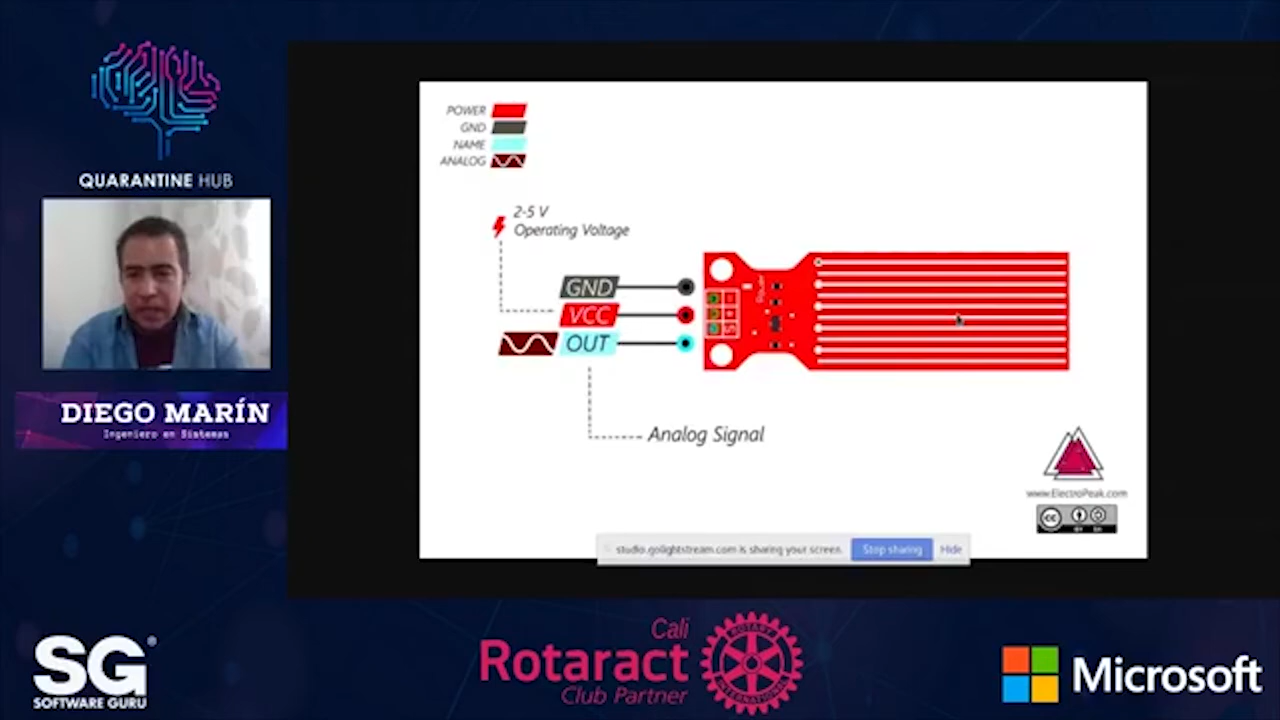 QUARANTINE HUB
DIEGO MARÍN
Ingeniero en Sistemas
POWER
GND
NAME
ANALOG
2-5 V
Operating Voltage
GND
VCC
OUT
Analog Signal
www.ElectroPeak.com
studio.golightstream.com is sharing your screen.
Stop sharing
Hide
SG
SOFTWARE GURU
Cali
Rotaract
Club Partner
ROTARY
INTERNATIONAL
Microsoft